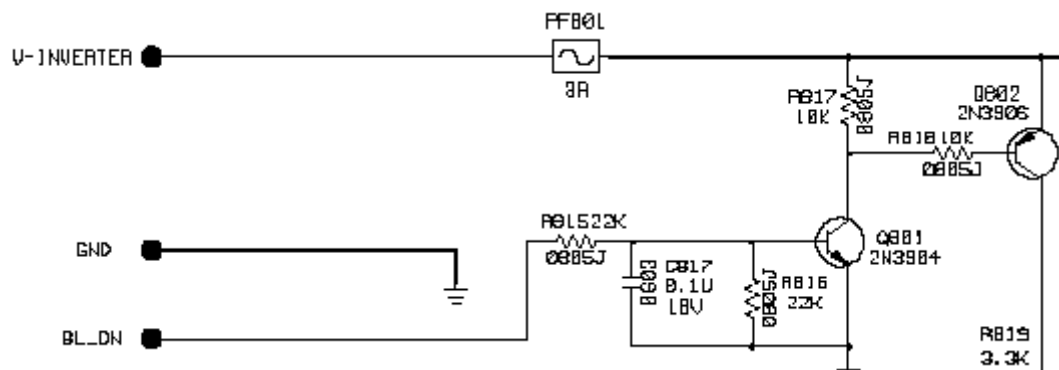 PF801
V-INVERTER
3A
R817
10K
0805J
Q802
2N3906
R818 10K
0805J
R815 22K
0805J
GND
Q801
2N3904
0603
C817
0.1U
0805J
R816
22K
BL_ON
R819
3.3K